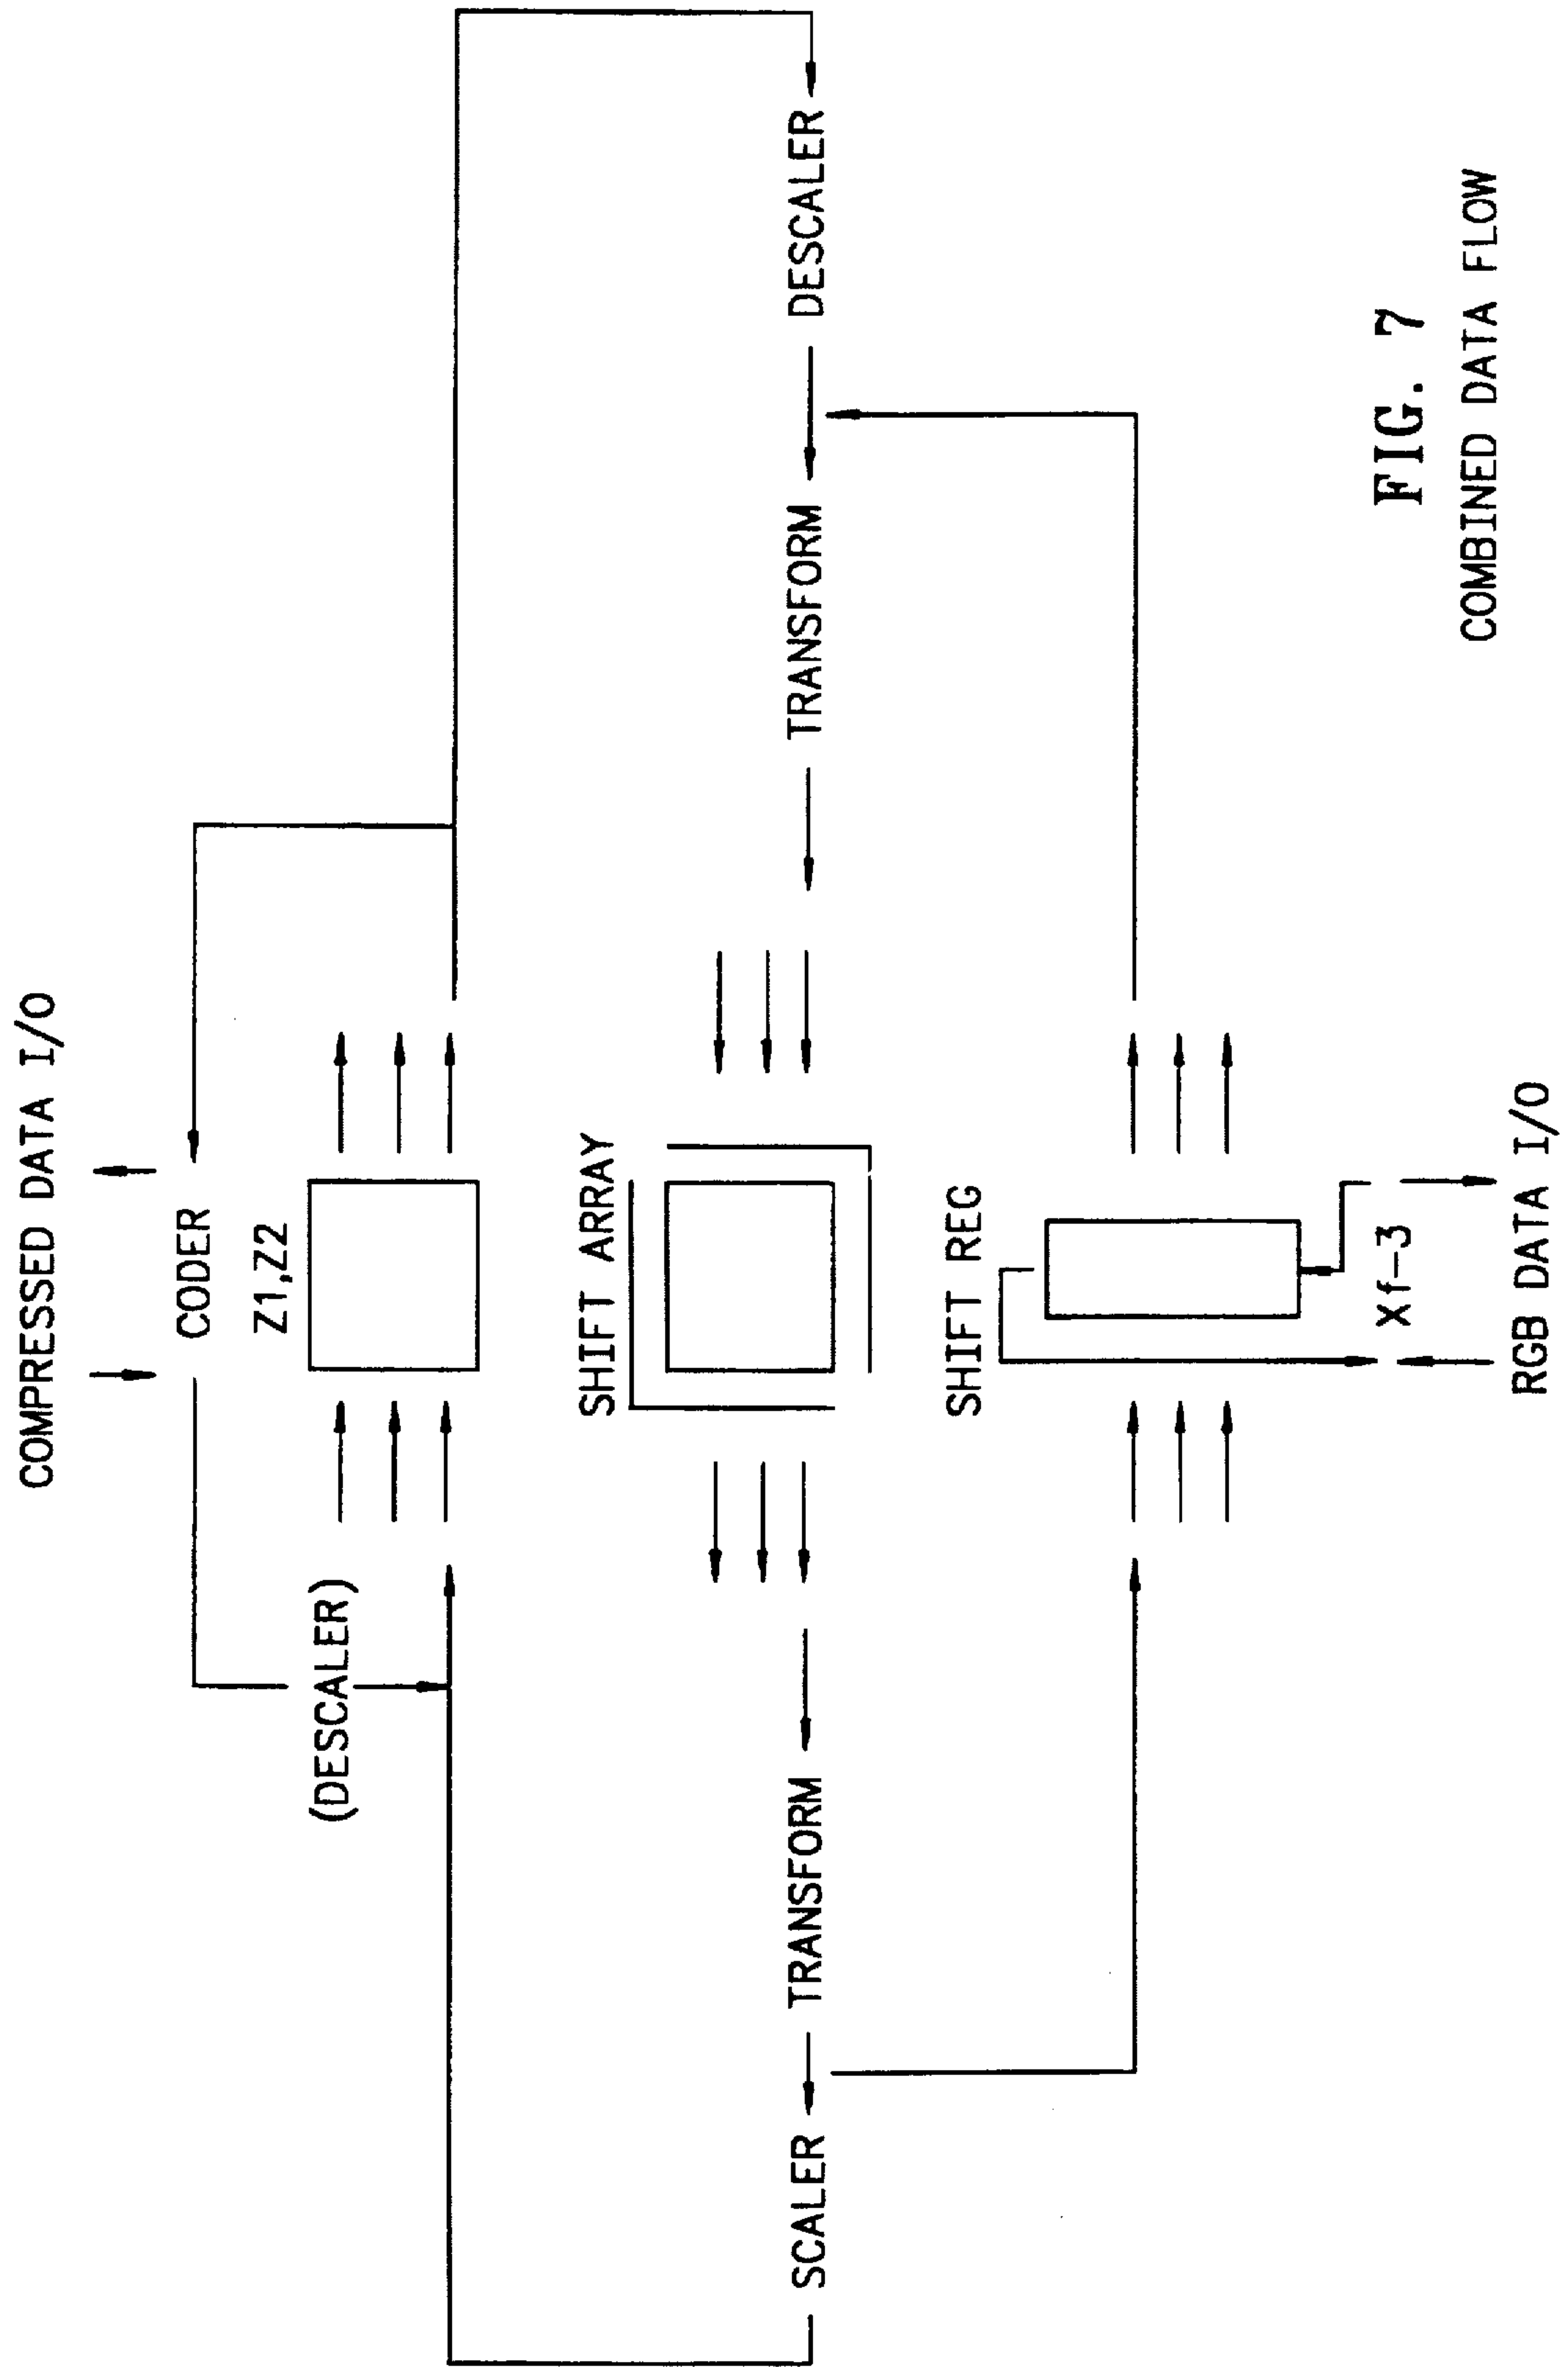 COMPRESSED DATA I/O
CODER
(DESCALER)
Z1,Z2
SHIFT ARRAY
SCALER
TRANSFORM
TRANSFORM
DESCALER
SHIFT REG
Xf-3
RGB DATA I/O
FIG. 7
COMBINED DATA FLOW